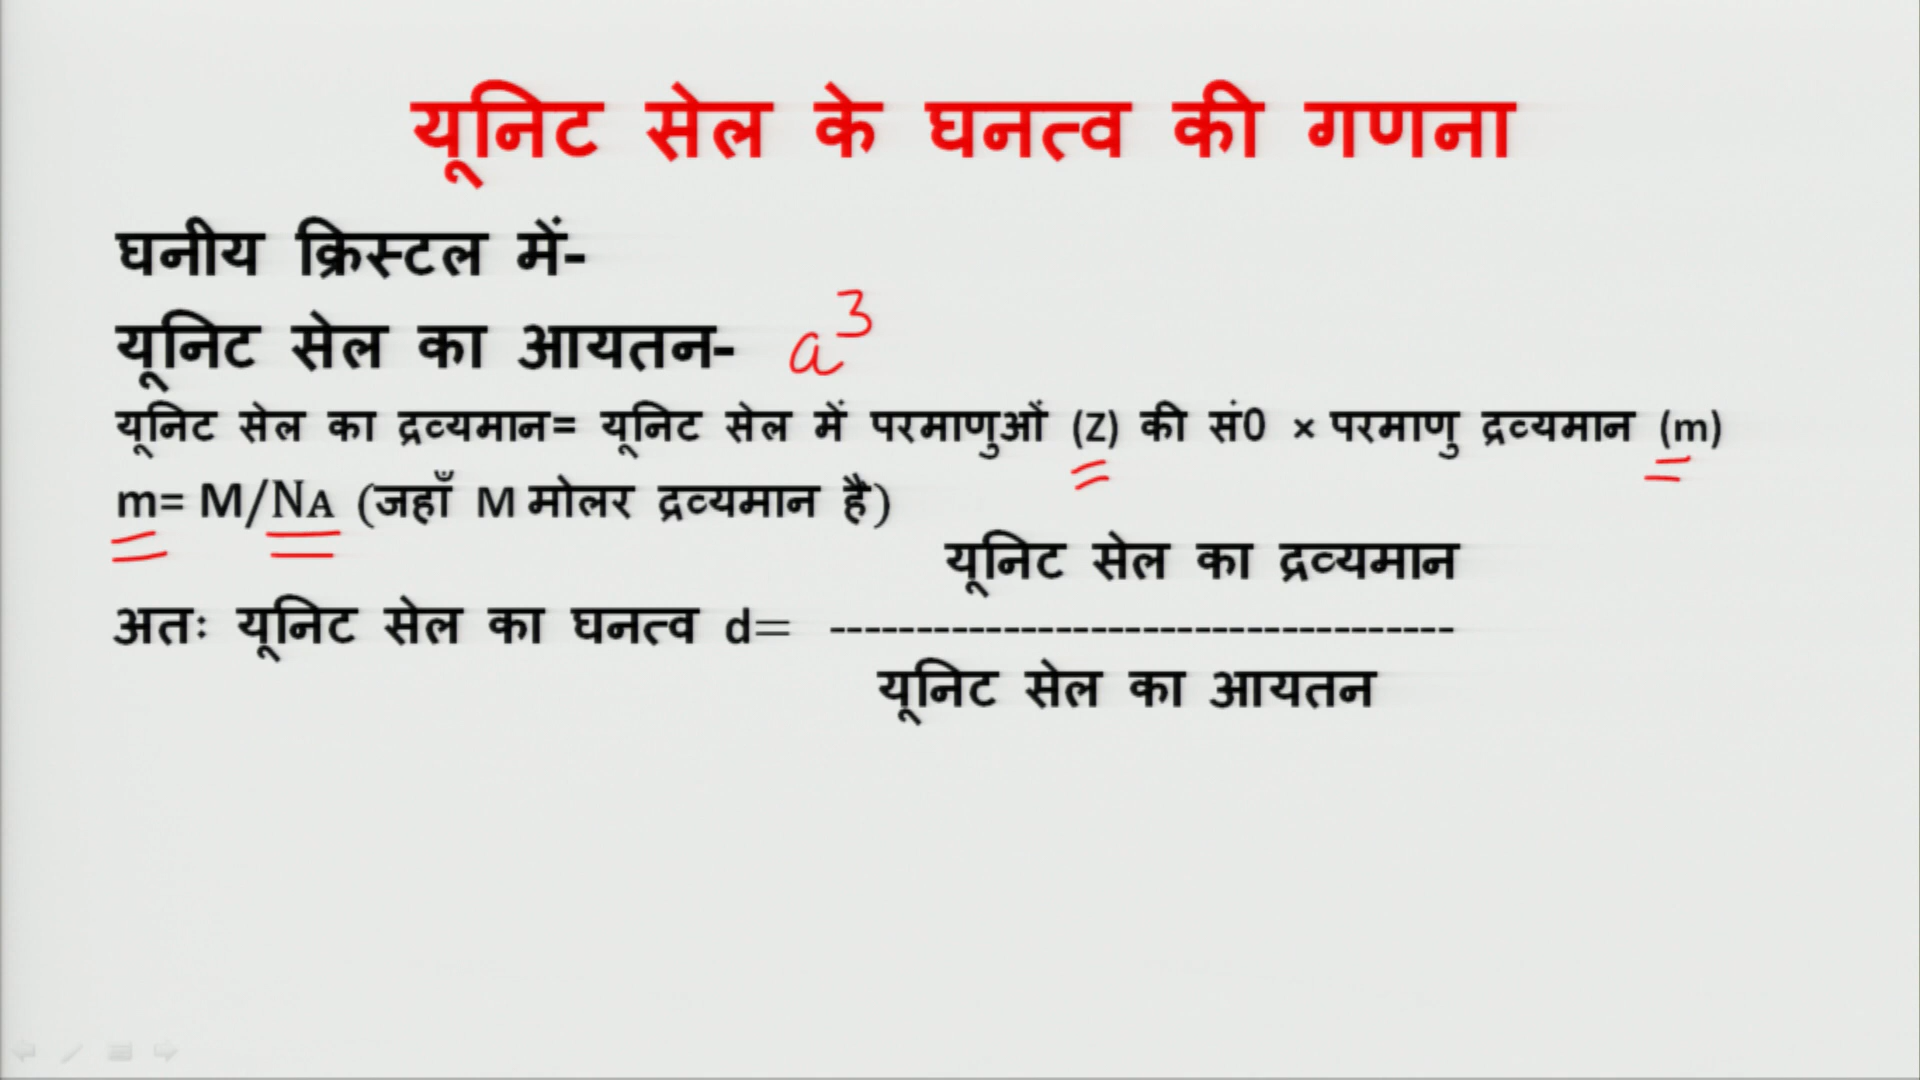 यूनिट सेल के घनत्व की गणना
घनीय क्रिस्टल में-
यूनिट सेल का आयतन- a³
यूनिट सेल का द्रव्यमान= यूनिट सेल में परमाणुओं (Z) की सं0 × परमाणु द्रव्यमान (m)
m= M/NA (जहाँ M मोलर द्रव्यमान है)
यूनिट सेल का द्रव्यमान
अतः यूनिट सेल का घनत्व d= ------------------------------------
यूनिट सेल का आयतन